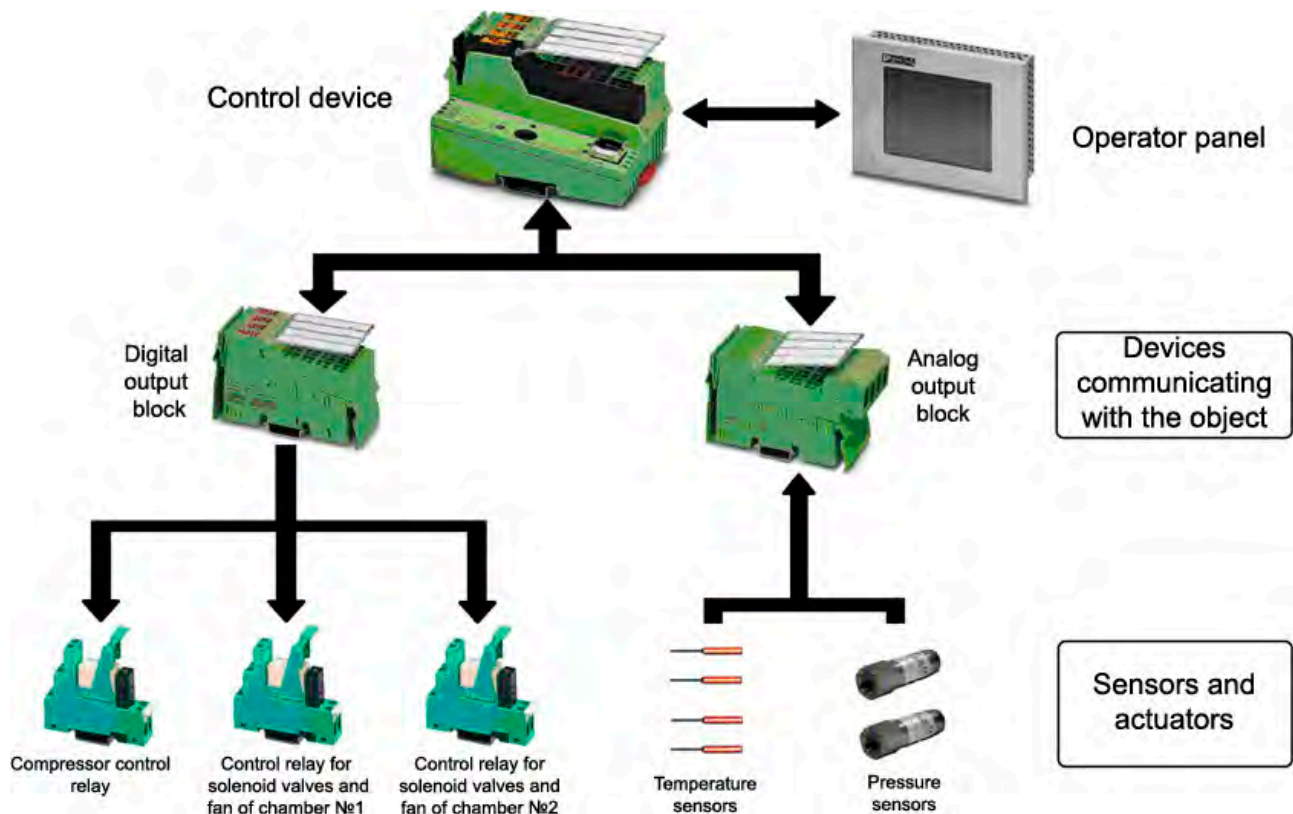 Control device
Operator panel
Digital
output
block
Analog
output
block
Devices
communicating
with the object
Compressor control
relay
Control relay for
solenoid valves and
fan of chamber №1
Control relay for
solenoid valves and
fan of chamber №2
Temperature
sensors
Pressure
sensors
Sensors and
actuators